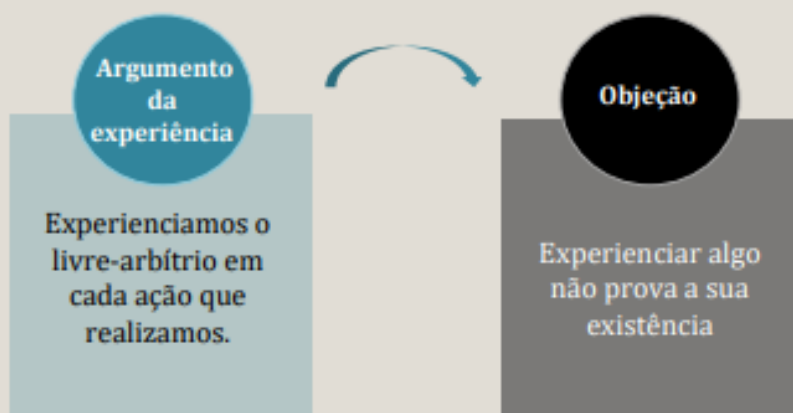 Argumento
da
experiência
Experienciamos o
livre-arbítrio em
cada ação que
realizamos.
Objeção
Experienciar algo
não prova a sua
existência